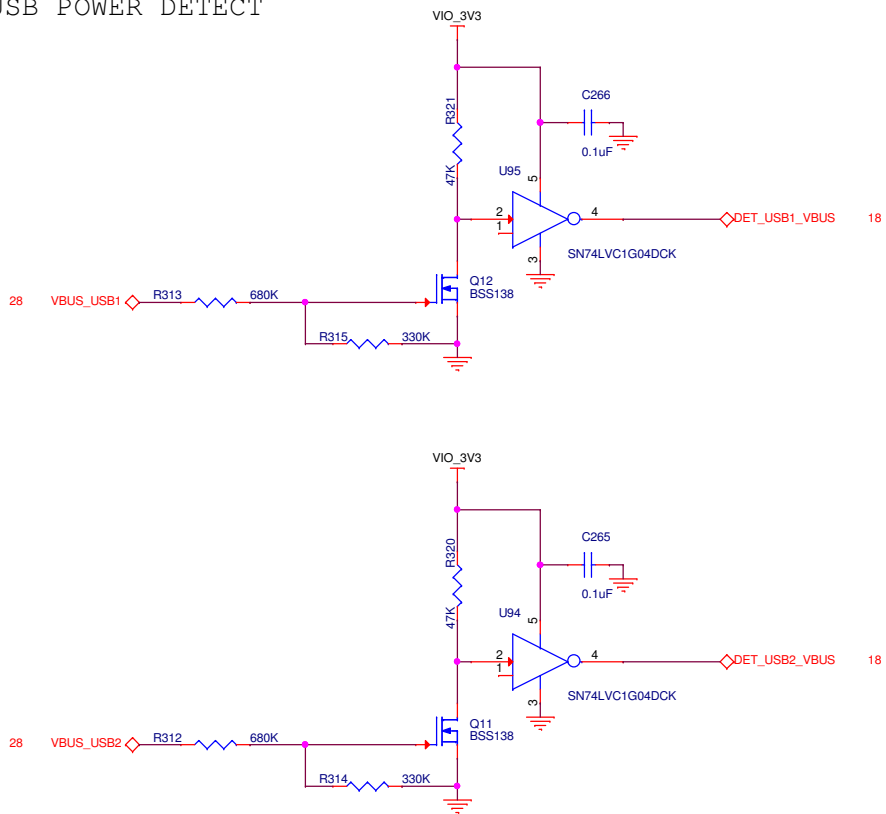 USB POWER DETECT
VIO_3V3
R321
47K
C266
0.1uF
U95
5
2
1
4
3
SN74LVC1G04DCK
DET_USB1_VBUS 18
Q12
BSS138
28 VBUS_USB1 R313 680K
R315 330K
VIO_3V3
R320
47K
C265
0.1uF
U94
5
2
1
4
3
SN74LVC1G04DCK
DET_USB2_VBUS 18
Q11
BSS138
28 VBUS_USB2 R312 680K
R314 330K